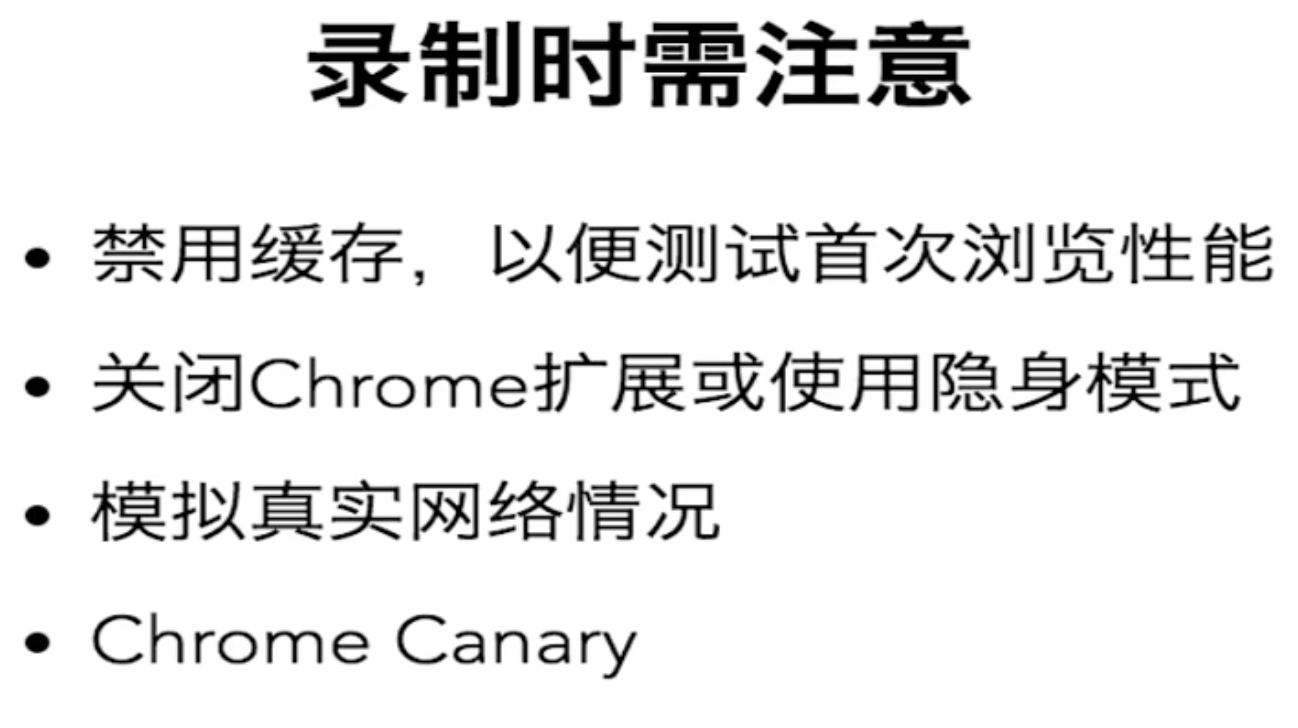 录制时需注意
• 禁用缓存，以便测试首次浏览性能
• 关闭Chrome扩展或使用隐身模式
• 模拟真实网络情况
• Chrome Canary